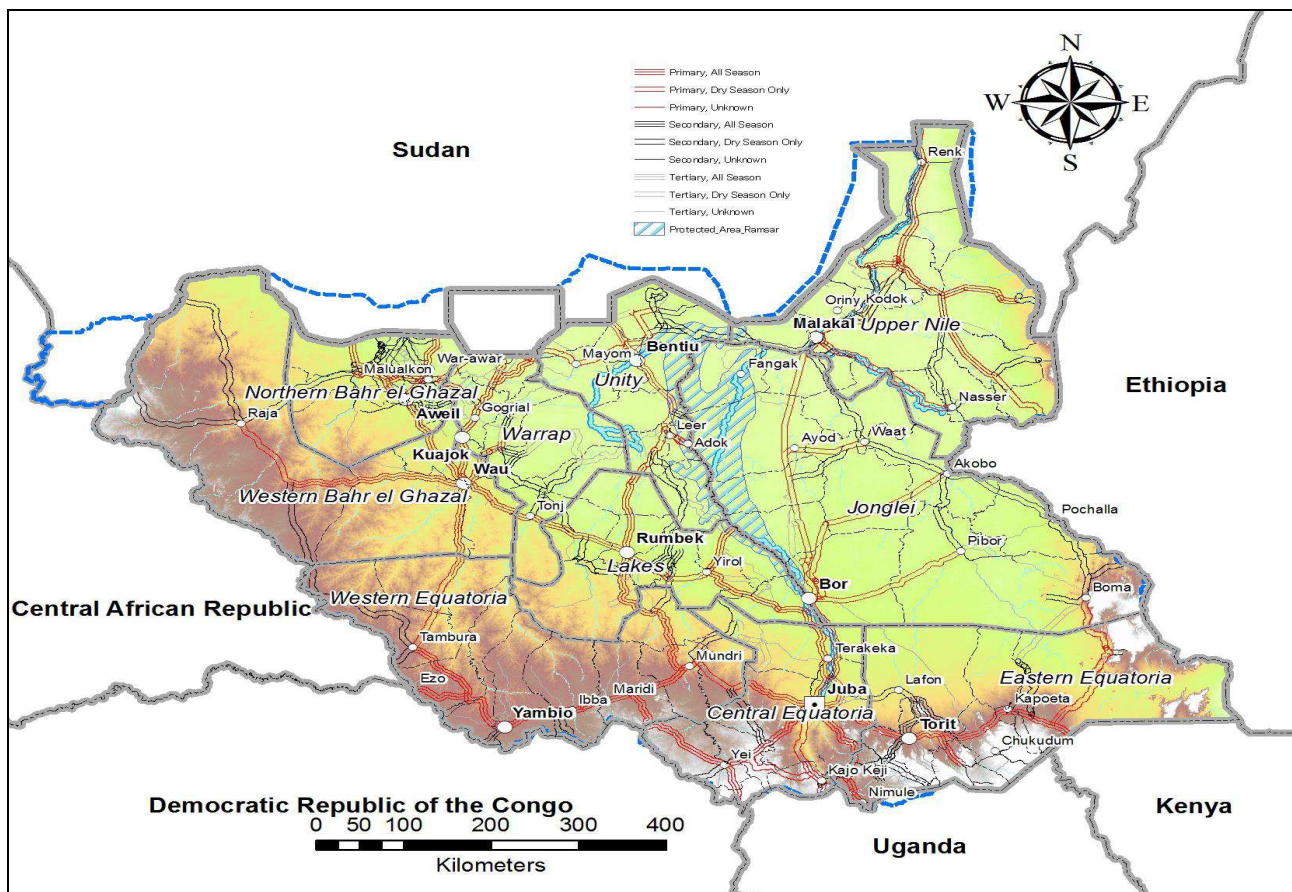 N
W E
S
Primary, All Season
Primary, Dry Season Only
Primary, Unknown
Secondary, All Season
Secondary, Dry Season Only
Secondary, Unknown
Tertiary, All Season
Tertiary, Dry Season Only
Tertiary, Unknown
Protected_Area_Ramsar
Sudan
Renk
Oriny
Kodok
Malakal
Upper Nile
Bentiu
Mayom
Unity
Fangak
War-awar
Malualkon
Northern Bahr el Ghazal
Ethiopia
Nasser
Raja
Aweil
Gogrial
Warrap
Leer
Adok
Ayod
Waat
Kuajok
Wau
Akobo
Western Bahr el Ghazal
Tonj
Jonglei
Pochalla
Rumbek
Lakes
Yirol
Pibor
Bor
Boma
Central African Republic
Western Equatoria
Tambura
Terakeka
Mundri
Ezo
Ibba
Maridi
Juba
Lafon
Eastern Equatoria
Kapoeta
Yambio
Central Equatoria
Torit
Chukudum
Yei
Kajo Keji
Nimule
Democratic Republic of the Congo
0 50 100 200 300 400
Kilometers
Uganda
Kenya